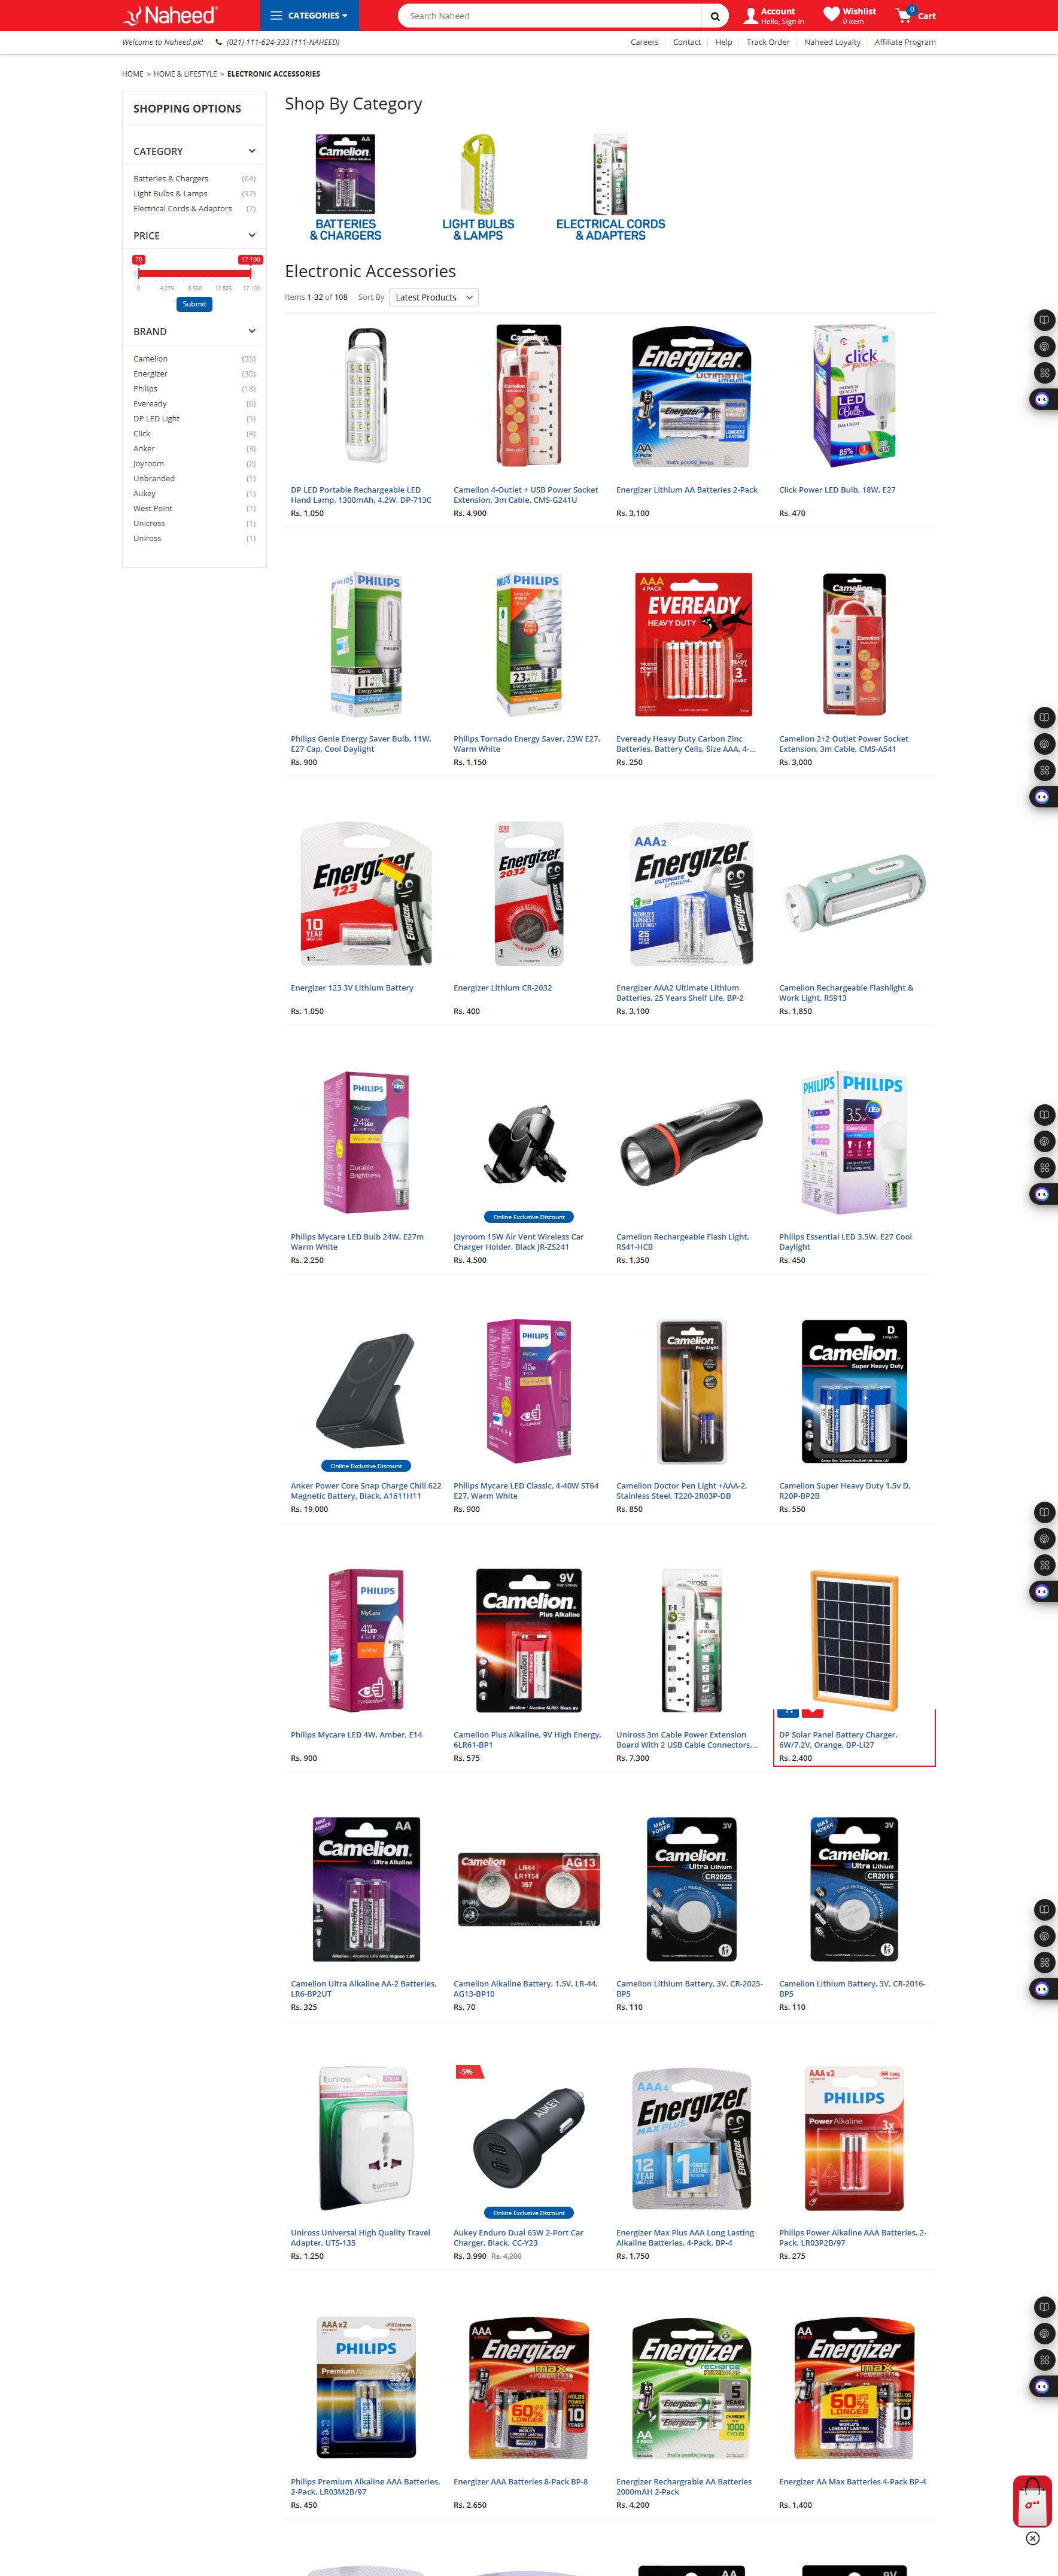 Naheed
CATEGORIES
Search Naheed
Account
Hello, Sign in
Wishlist
0 item
0
Cart
Welcome to Naheed.pk!
(021) 111-624-333 (111-NAHEED)
Careers
Contact
Help
Track Order
Naheed Loyalty
Affiliate Program
HOME > HOME & LIFESTYLE > ELECTRONIC ACCESSORIES
SHOPPING OPTIONS
CATEGORY
Batteries & Chargers (64)
Light Bulbs & Lamps (37)
Electrical Cords & Adaptors (7)
PRICE
70 17 100
0 4 275 8 550 12 825 17 100
Submit
BRAND
Camelion (35)
Energizer (30)
Philips (18)
Eveready (6)
DP LED Light (5)
Click (4)
Anker (3)
Joyroom (2)
Unbranded (1)
Aukey (1)
West Point (1)
Unicross (1)
Uniross (1)
Shop By Category
BATTERIES
& CHARGERS
LIGHT BULBS
& LAMPS
ELECTRICAL CORDS
& ADAPTERS
Electronic Accessories
Items 1-32 of 108
Sort By
Latest Products
DP LED Portable Rechargeable LED
Hand Lamp, 1300mAh, 4.2W, DP-713C
Rs. 1,050
Camelion 4-Outlet + USB Power Socket
Extension, 3m Cable, CMS-G241U
Rs. 4,900
Energizer Lithium AA Batteries 2-Pack
Rs. 3,100
Click Power LED Bulb, 18W, E27
Rs. 470
Philips Genie Energy Saver Bulb, 11W,
E27 Cap, Cool Daylight
Rs. 900
Philips Tornado Energy Saver, 23W E27,
Warm White
Rs. 1,150
Eveready Heavy Duty Carbon Zinc
Batteries, Battery Cells, Size AAA, 4-...
Rs. 250
Camelion 2+2 Outlet Power Socket
Extension, 3m Cable, CMS-A541
Rs. 3,000
Energizer 123 3V Lithium Battery
Rs. 1,050
Energizer Lithium CR-2032
Rs. 400
Energizer AAA2 Ultimate Lithium
Batteries, 25 Years Shelf Life, BP-2
Rs. 3,100
Camelion Rechargeable Flashlight &
Work Light, RS913
Rs. 1,850
Philips Mycare LED Bulb 24W, E27m
Warm White
Rs. 2,250
Online Exclusive Discount
Joyroom 15W Air Vent Wireless Car
Charger Holder, Black JR-ZS241
Rs. 4,500
Camelion Rechargeable Flash Light,
RS41-HCB
Rs. 1,350
Philips Essential LED 3.5W, E27 Cool
Daylight
Rs. 450
Online Exclusive Discount
Anker Power Core Snap Charge Chill 622
Magnetic Battery, Black, A1611H11
Rs. 19,000
Philips Mycare LED Classic, 4-40W ST64
E27, Warm White
Rs. 900
Camelion Doctor Pen Light +AAA-2,
Stainless Steel, T220-2R03P-DB
Rs. 850
Camelion Super Heavy Duty 1.5v D,
R20P-BP2B
Rs. 550
Philips Mycare LED 4W, Amber, E14
Rs. 900
Camelion Plus Alkaline, 9V High Energy,
6LR61-BP1
Rs. 575
Uniross 3m Cable Power Extension
Board With 2 USB Cable Connectors,...
Rs. 7,300
DP Solar Panel Battery Charger,
6W/7.2V, Orange, DP-Li27
Rs. 2,400
Camelion Ultra Alkaline AA-2 Batteries,
LR6-BP2UT
Rs. 325
Camelion Alkaline Battery, 1.5V, LR-44,
AG13-BP10
Rs. 70
Camelion Lithium Battery, 3V, CR-2025-
BP5
Rs. 110
Camelion Lithium Battery, 3V, CR-2016-
BP5
Rs. 110
Uniross Universal High Quality Travel
Adapter, UTS-135
Rs. 1,250
-5%
Online Exclusive Discount
Aukey Enduro Dual 65W 2-Port Car
Charger, Black, CC-Y23
Rs. 3,990 Rs. 4,200
Energizer Max Plus AAA Long Lasting
Alkaline Batteries, 4-Pack, BP-4
Rs. 1,750
Philips Power Alkaline AAA Batteries, 2-
Pack, LR03P2B/97
Rs. 275
Philips Premium Alkaline AAA Batteries,
2-Pack, LR03M2B/97
Rs. 450
Energizer AAA Batteries 8-Pack BP-8
Rs. 2,650
Energizer Rechargrable AA Batteries
2000mAH 2-Pack
Rs. 4,200
Energizer AA Max Batteries 4-Pack BP-4
Rs. 1,400